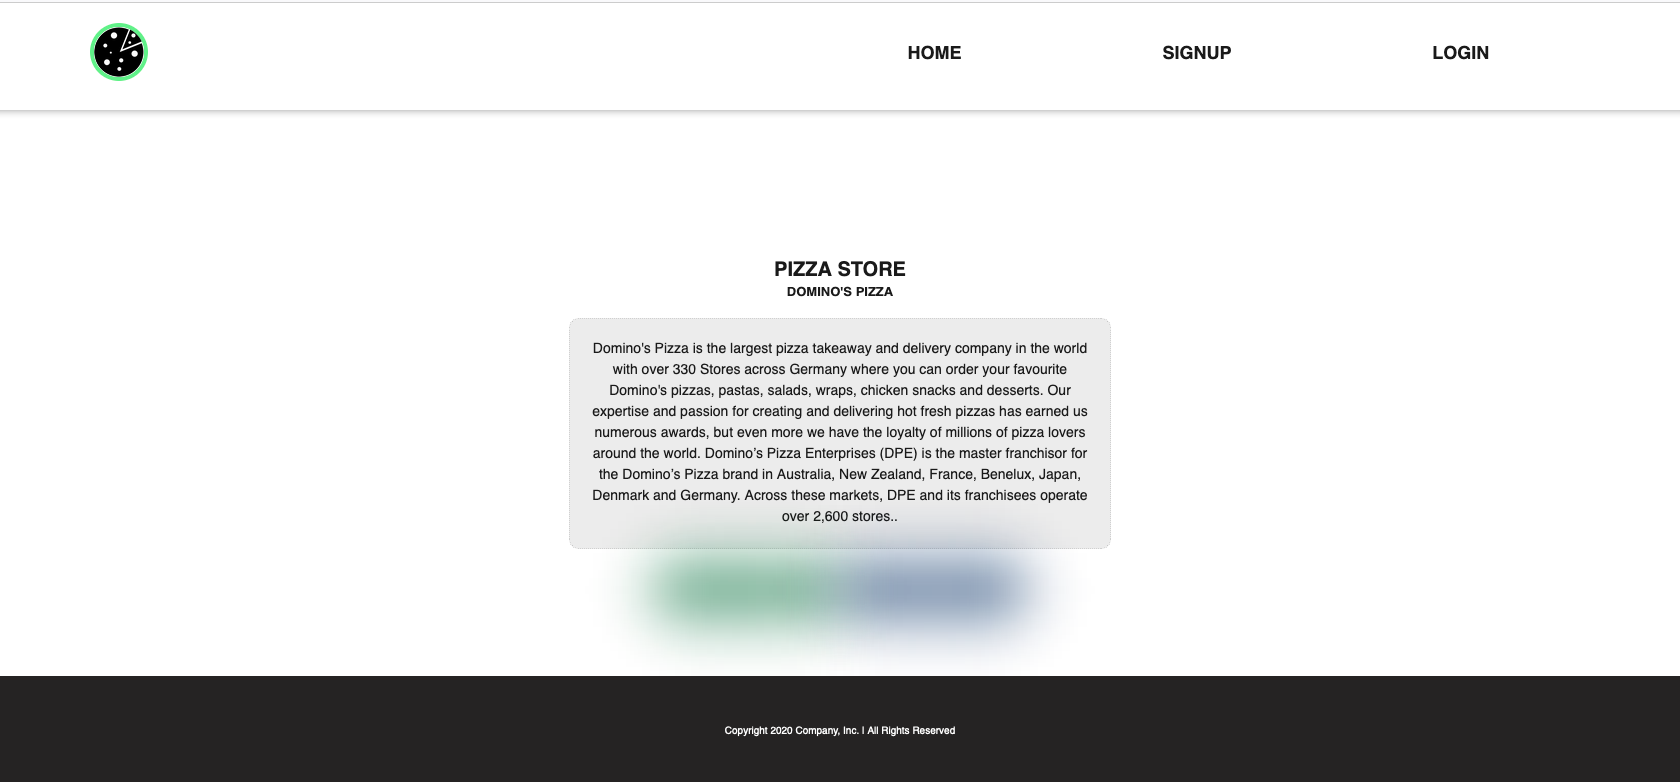 HOME SIGNUP LOGIN
PIZZA STORE
DOMINO'S PIZZA
Domino's Pizza is the largest pizza takeaway and delivery company in the world
with over 330 Stores across Germany where you can order your favourite
Domino's pizzas, pastas, salads, wraps, chicken snacks and desserts. Our
expertise and passion for creating and delivering hot fresh pizzas has earned us
numerous awards, but even more we have the loyalty of millions of pizza lovers
around the world. Domino’s Pizza Enterprises (DPE) is the master franchisor for
the Domino’s Pizza brand in Australia, New Zealand, France, Benelux, Japan,
Denmark and Germany. Across these markets, DPE and its franchisees operate
over 2,600 stores..
Copyright 2020 Company, Inc. | All Rights Reserved